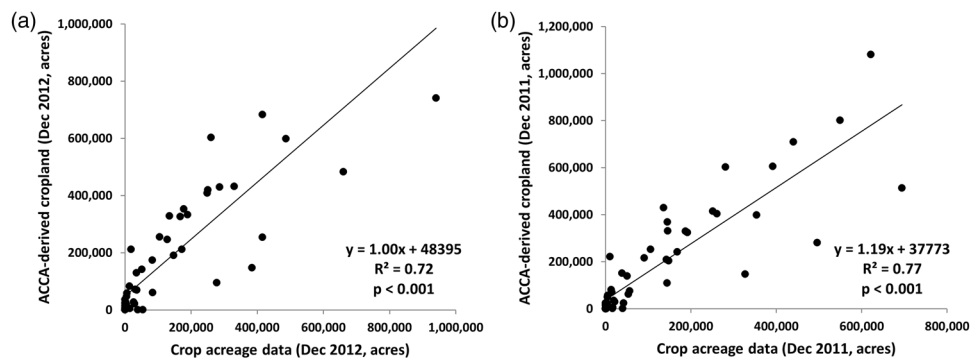 (a)
1,000,000
800,000
600,000
400,000
200,000
0
ACCA-derived cropland (Dec 2012, acres)
y = 1.00x + 48395
R² = 0.72
p < 0.001
0 200,000 400,000 600,000 800,000 1,000,000
Crop acreage data (Dec 2012, acres)
(b)
1,200,000
1,000,000
800,000
600,000
400,000
200,000
0
ACCA-derived cropland (Dec 2011, acres)
y = 1.19x + 37773
R² = 0.77
p < 0.001
0 200,000 400,000 600,000 800,000
Crop acreage data (Dec 2011, acres)